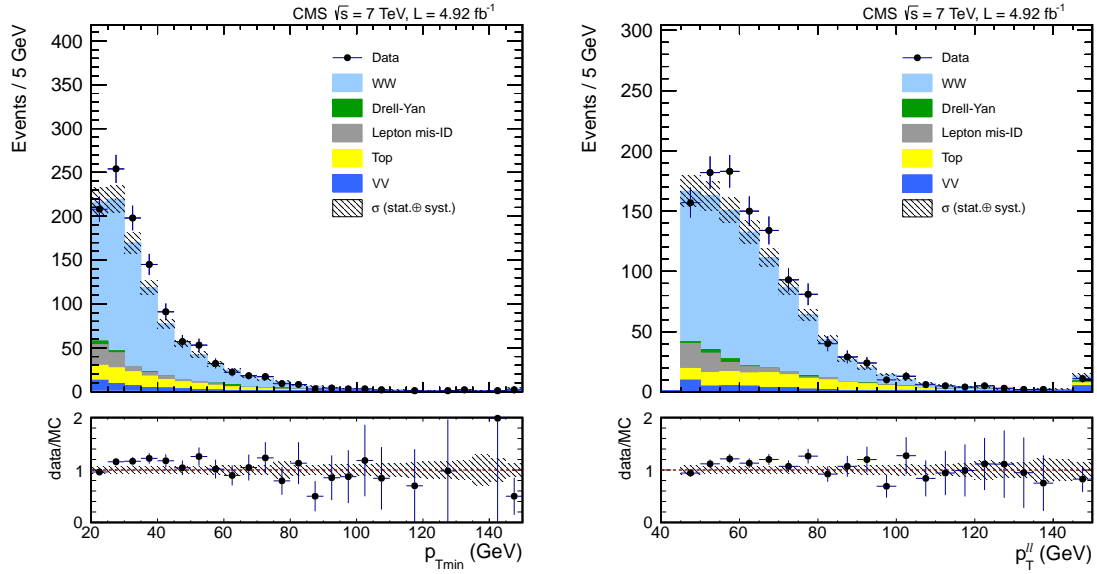 CMS √s = 7 TeV, L = 4.92 fb⁻¹
Events / 5 GeV
400
350
300
250
200
150
100
50
0
Data
WW
Drell-Yan
Lepton mis-ID
Top
VV
σ (stat.⊕ syst.)
data/MC
2
1
0
20 40 60 80 100 120 140
p_Tmin (GeV)
CMS √s = 7 TeV, L = 4.92 fb⁻¹
Events / 5 GeV
300
250
200
150
100
50
0
Data
WW
Drell-Yan
Lepton mis-ID
Top
VV
σ (stat.⊕ syst.)
data/MC
2
1
0
40 60 80 100 120 140
p_T^ll (GeV)